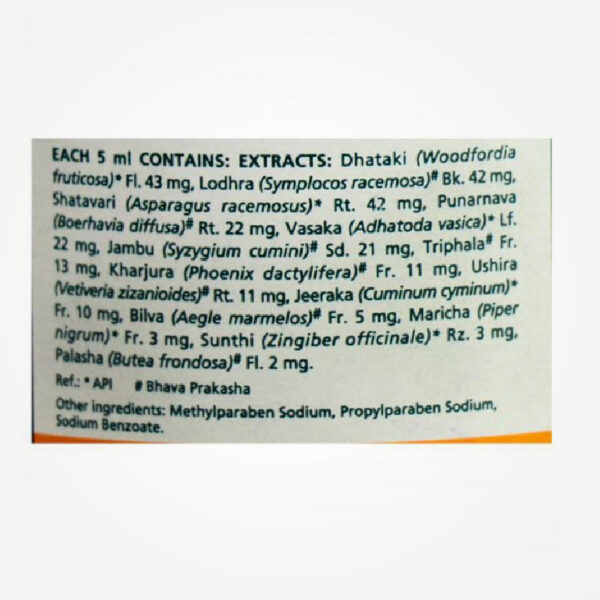 EACH 5 ml CONTAINS: EXTRACTS: Dhataki (Woodfordia
fruticosa)* Fl. 43 mg, Lodhra (Symplocos racemosa)# Bk. 42 mg,
Shatavari (Asparagus racemosus)* Rt. 42 mg, Punarnava
(Boerhavia diffusa)# Rt. 22 mg, Vasaka (Adhatoda vasica)* Lf.
22 mg, Jambu (Syzygium cumini)# Sd. 21 mg, Triphala# Fr.
13 mg, Kharjura (Phoenix dactylifera)# Fr. 11 mg, Ushira
(Vetiveria zizanioides)# Rt. 11 mg, Jeeraka (Cuminum cyminum)*
Fr. 10 mg, Bilva (Aegle marmelos)# Fr. 5 mg, Maricha (Piper
nigrum)* Fr. 3 mg, Sunthi (Zingiber officinale)* Rz. 3 mg,
Palasha (Butea frondosa)# Fl. 2 mg.
Ref.: * API # Bhava Prakasha
Other ingredients: Methylparaben Sodium, Propylparaben Sodium,
Sodium Benzoate.